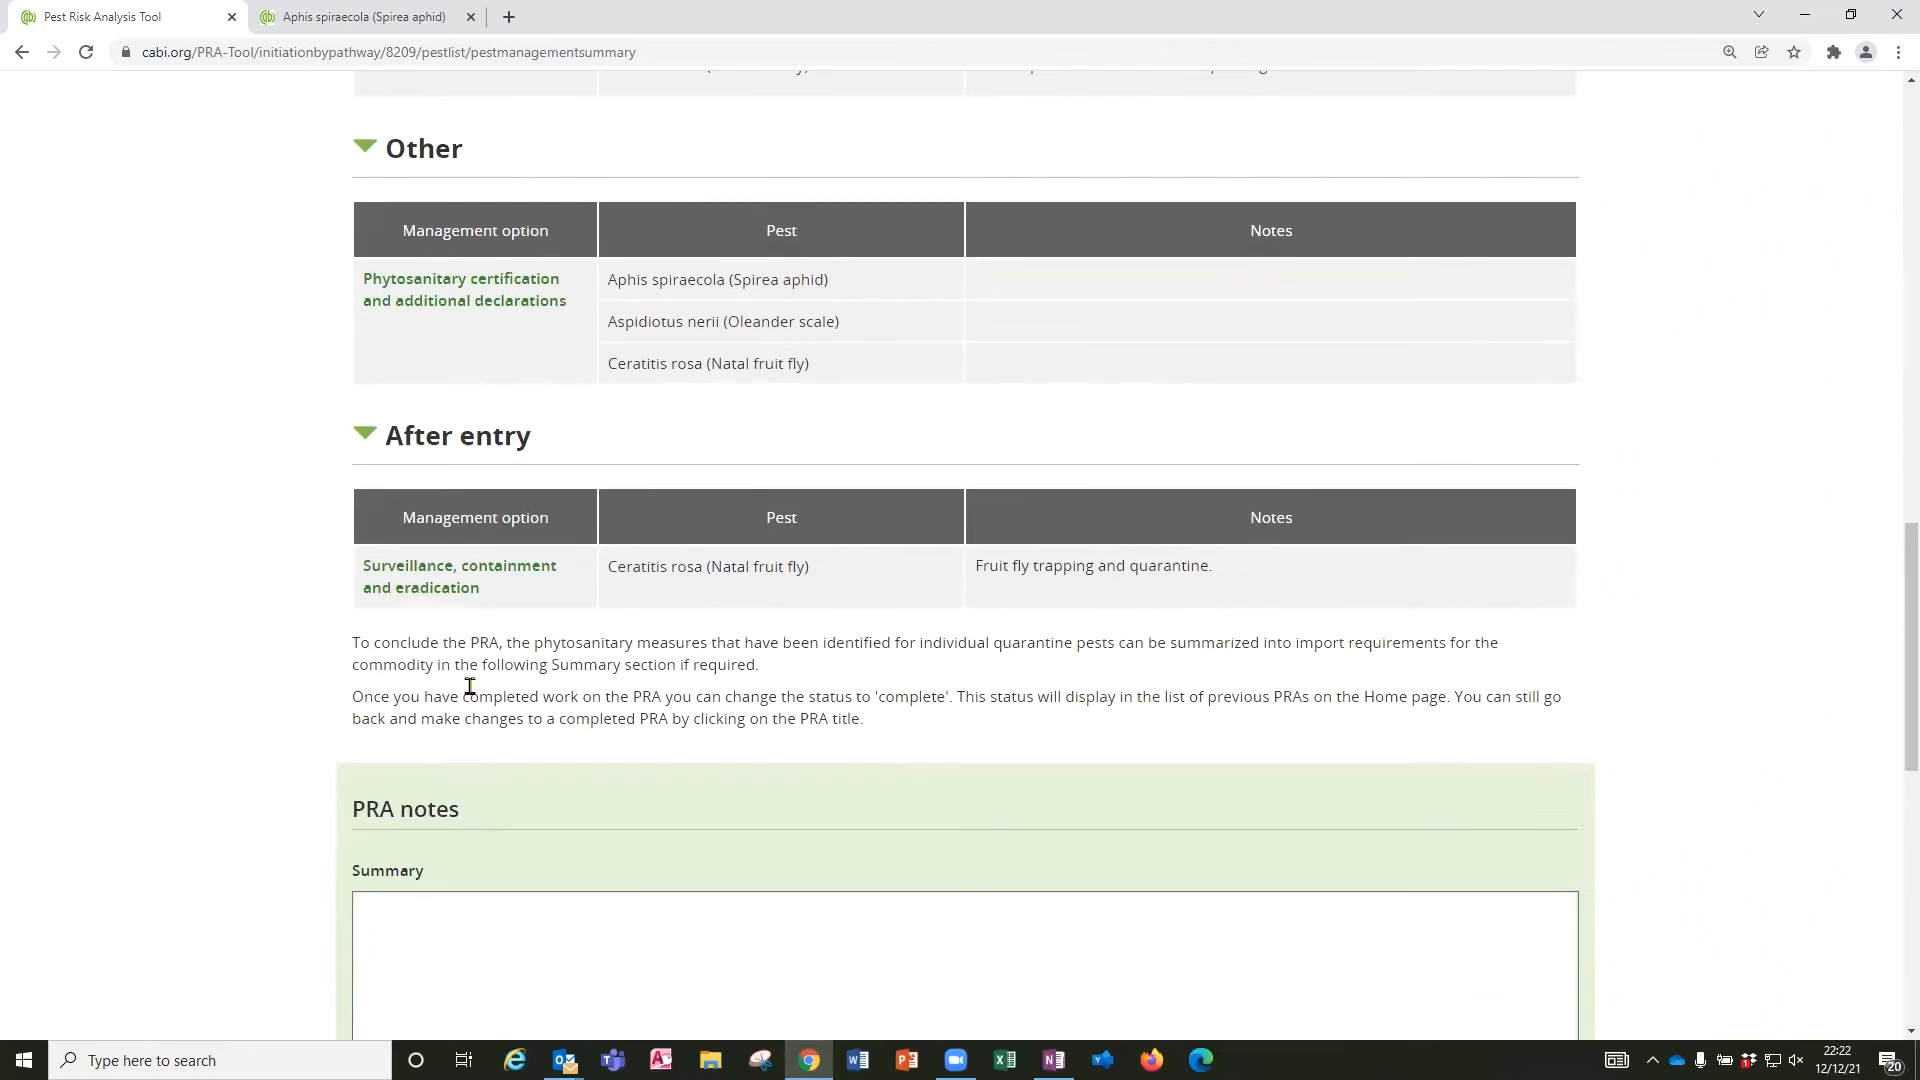 Pest Risk Analysis Tool
Aphis spiraecola (Spirea aphid)
cabi.org/PRA-Tool/initiationbypathway/8209/pestlist/pestmanagementsummary
Other
Management option Pest Notes
Phytosanitary certification
and additional declarations
Aphis spiraecola (Spirea aphid)
Aspidiotus nerii (Oleander scale)
Ceratitis rosa (Natal fruit fly)
After entry
Management option Pest Notes
Surveillance, containment
and eradication
Ceratitis rosa (Natal fruit fly)
Fruit fly trapping and quarantine.
To conclude the PRA, the phytosanitary measures that have been identified for individual quarantine pests can be summarized into import requirements for the
commodity in the following Summary section if required.
Once you have completed work on the PRA you can change the status to 'complete'. This status will display in the list of previous PRAs on the Home page. You can still go
back and make changes to a completed PRA by clicking on the PRA title.
PRA notes
Summary
Type here to search
22:22
12/12/21
20